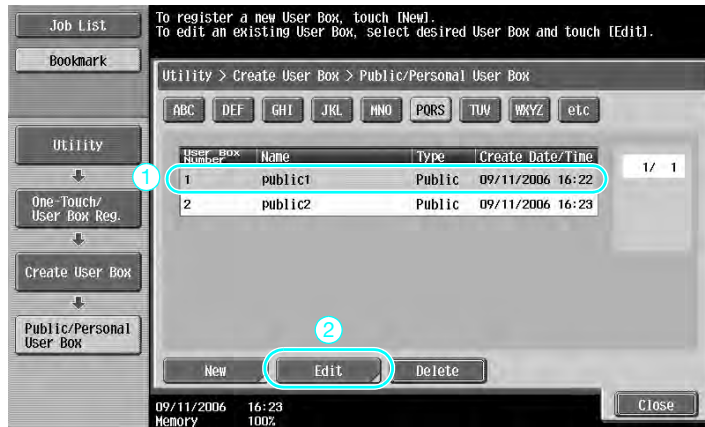 Job List
Bookmark
To register a new User Box, touch [New].
To edit an existing User Box, select desired User Box and touch [Edit].
Utility > Create User Box > Public/Personal User Box
ABC DEF GHI JKL MNO PQRS TUV WXYZ etc
Utility
One-Touch/
User Box Reg.
Create User Box
Public/Personal
User Box
User Box
Number Name Type Create Date/Time
1 public1 Public 09/11/2006 16:22
2 public2 Public 09/11/2006 16:23
1/ 1
1
2
New Edit Delete
Close
09/11/2006 16:23
Memory 100%